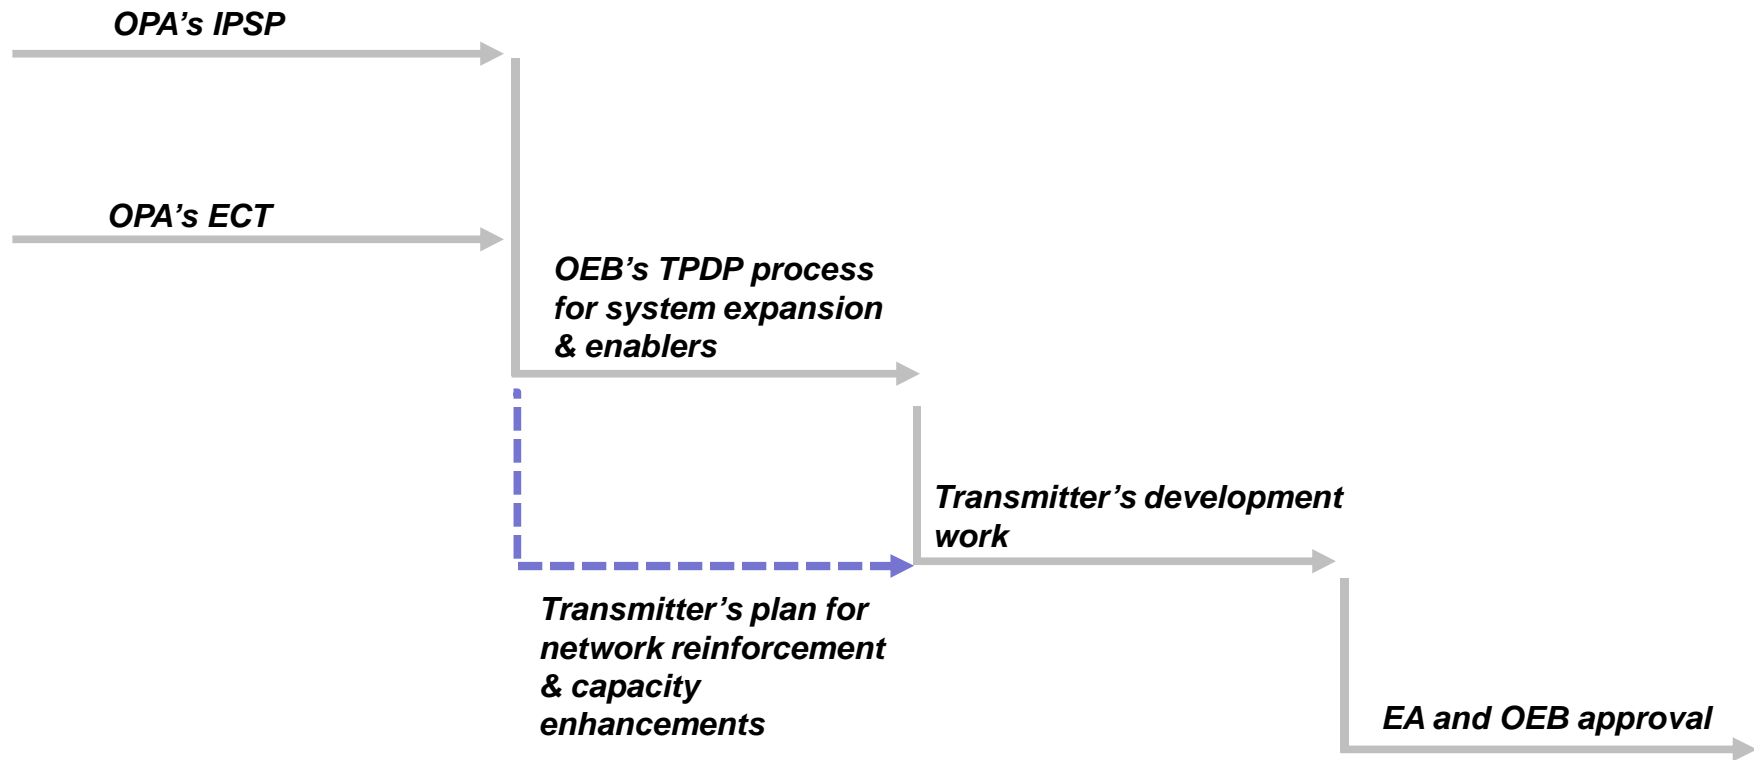 OPA’s IPSP
OPA’s ECT
OEB’s TPDP process
for system expansion
& enablers
Transmitter’s development
work
Transmitter’s plan for
network reinforcement
& capacity
enhancements
EA and OEB approval